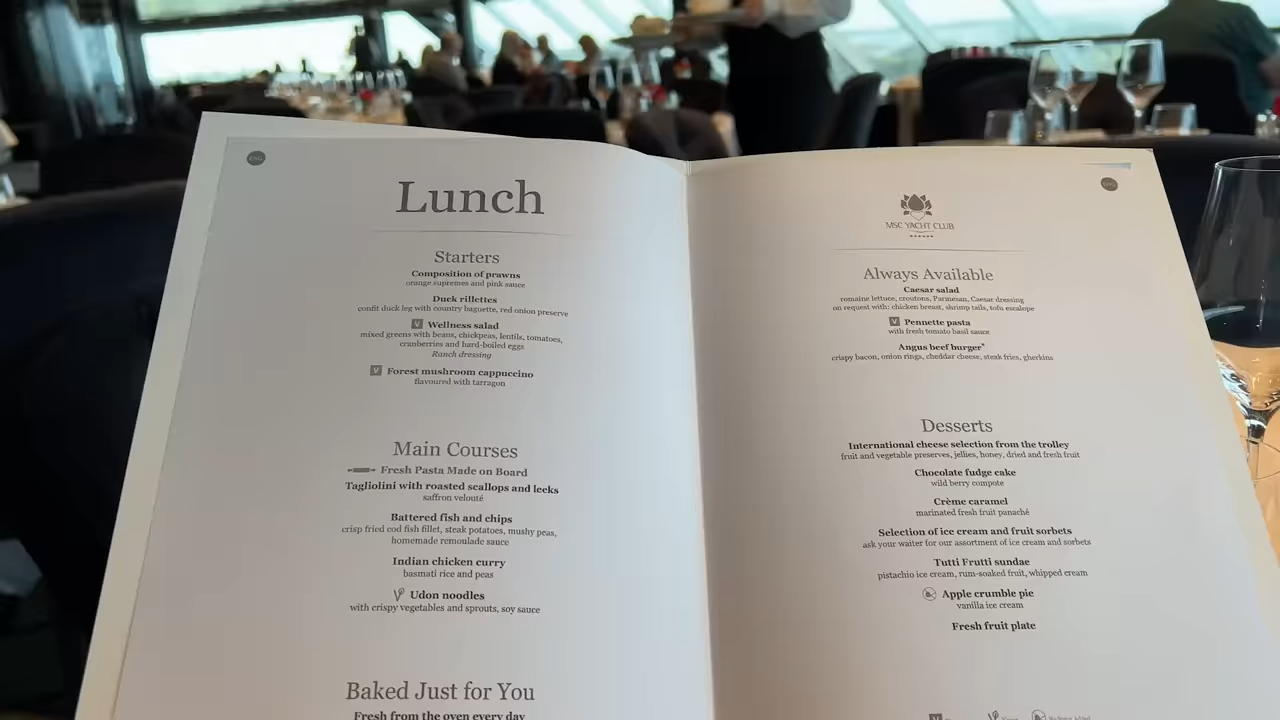 ENG
Lunch
Starters
Composition of prawns
orange supremes and pink sauce
Duck rillettes
confit duck leg with country baguette, red onion preserve
V Wellness salad
mixed greens with beans, chickpeas, lentils, tomatoes,
cranberries and hard-boiled eggs
Ranch dressing
V Forest mushroom cappuccino
flavoured with tarragon
Main Courses
Fresh Pasta Made on Board
Tagliolini with roasted scallops and leeks
saffron velouté
Battered fish and chips
crisp fried cod fish fillet, steak potatoes, mushy peas,
homemade remoulade sauce
Indian chicken curry
basmati rice and peas
Udon noodles
with crispy vegetables and sprouts, soy sauce
Baked Just for You
Fresh from the oven every day
ENG
MSC YACHT CLUB
Always Available
Caesar salad
romaine lettuce, croutons, Parmesan, Caesar dressing
on request with: chicken breast, shrimp tails, tofu escalope
V Pennette pasta
with fresh tomato basil sauce
Angus beef burger*
crispy bacon, onion rings, cheddar cheese, steak fries, gherkins
Desserts
International cheese selection from the trolley
fruit and vegetable preserves, jellies, honey, dried and fresh fruit
Chocolate fudge cake
wild berry compote
Crème caramel
marinated fresh fruit panaché
Selection of ice cream and fruit sorbets
ask your waiter for our assortment of ice cream and sorbets
Tutti Frutti sundae
pistachio ice cream, rum-soaked fruit, whipped cream
Apple crumble pie
vanilla ice cream
Fresh fruit plate
V